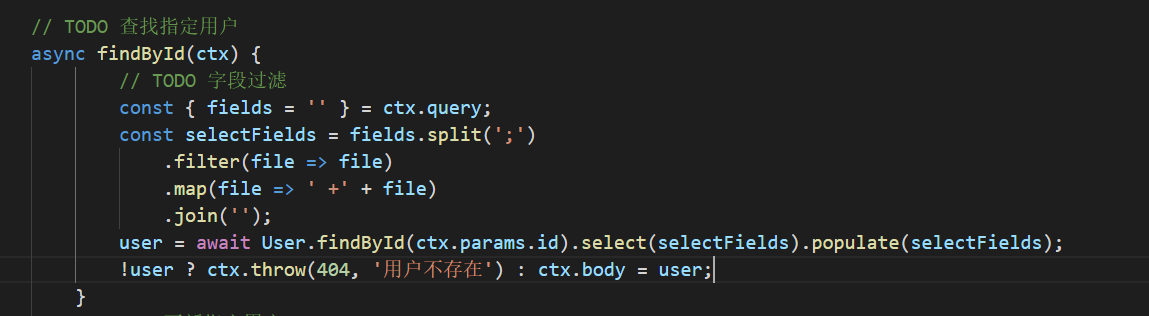 // TODO 查找指定用户
async findById(ctx) {
// TODO 字段过滤
const { fields = '' } = ctx.query;
const selectFields = fields.split(';')
.filter(file => file)
.map(file => ' +' + file)
.join('');
user = await User.findById(ctx.params.id).select(selectFields).populate(selectFields);
!user ? ctx.throw(404, '用户不存在') : ctx.body = user;
}